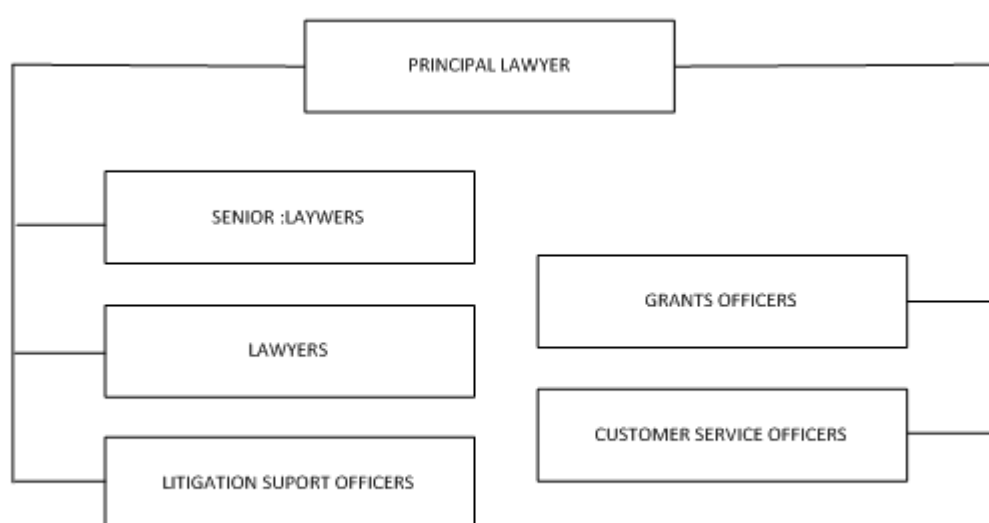 PRINCIPAL LAWYER
SENIOR :LAYWERS
LAWYERS
LITIGATION SUPORT OFFICERS
GRANTS OFFICERS
CUSTOMER SERVICE OFFICERS